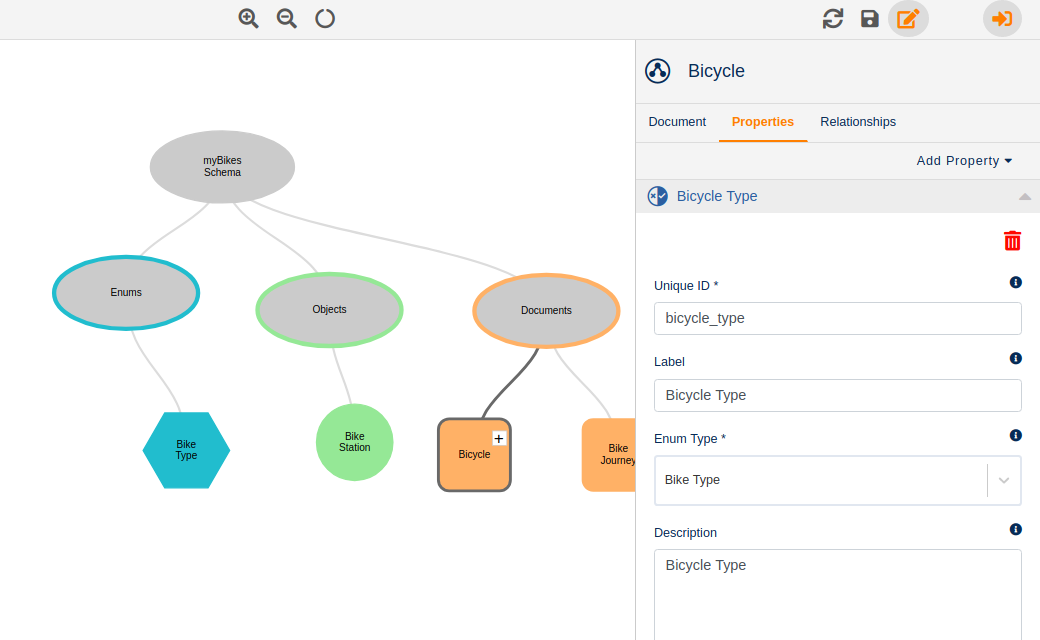 Bicycle
Document Properties Relationships
Add Property
Bicycle Type
Unique ID *
bicycle_type
Label
Bicycle Type
Enum Type *
Bike Type
Description
Bicycle Type
myBikes
Schema
Enums
Objects
Documents
Bike
Type
Bike
Station
Bicycle
+
Bike
Journey